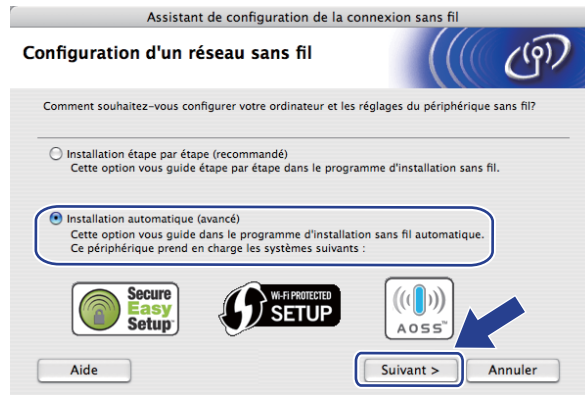 Assistant de configuration de la connexion sans fil
Configuration d'un réseau sans fil
Comment souhaitez-vous configurer votre ordinateur et les réglages du périphérique sans fil?
Installation étape par étape (recommandé)
Cette option vous guide étape par étape dans le programme d'installation sans fil.
Installation automatique (avancé)
Cette option vous guide dans le programme d'installation sans fil automatique.
Ce périphérique prend en charge les systèmes suivants :
Secure
Easy
Setup™
Wi-Fi PROTECTED
SETUP
AOSS™
Aide
Suivant >
Annuler